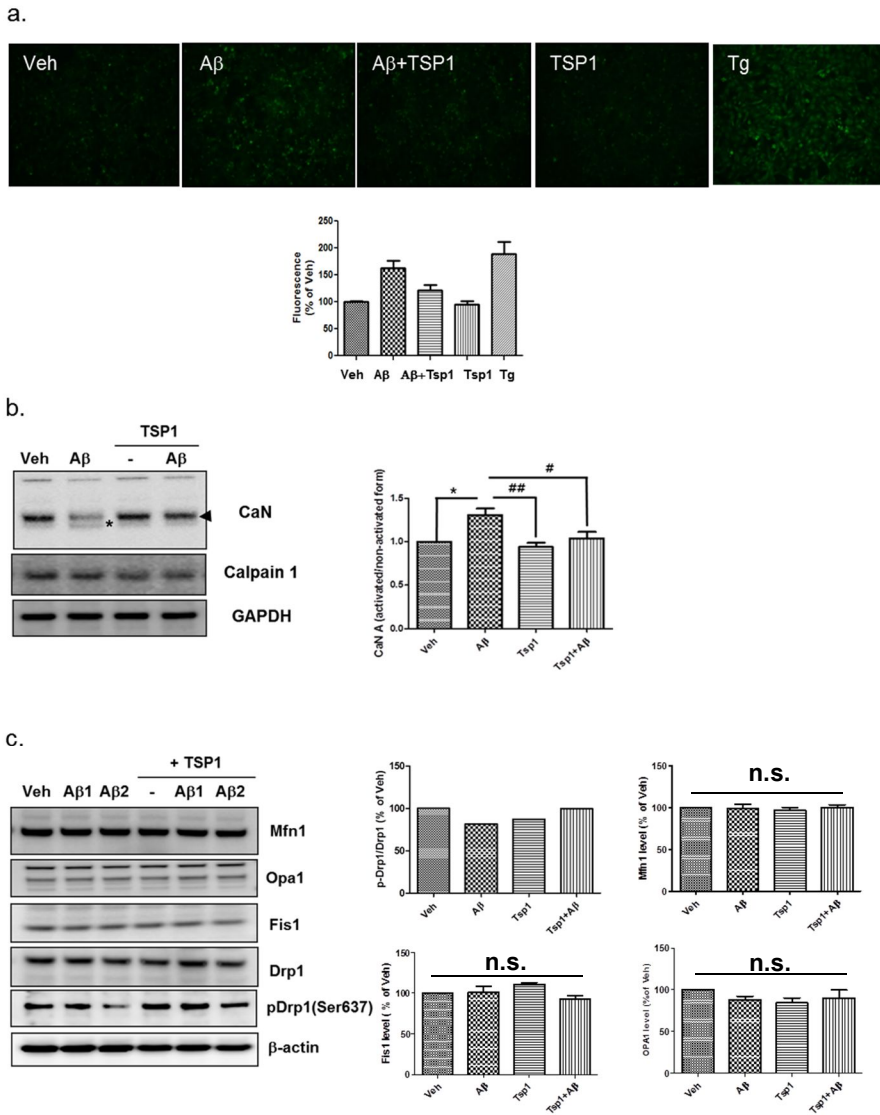 a.
Veh Aβ Aβ+TSP1 TSP1 Tg
Fluorescence
(% of Veh)
250
200
150
100
50
0
Veh Aβ Aβ+Tsp1 Tsp1 Tg
b.
TSP1
Veh Aβ - Aβ
CaN
*
Calpain 1
GAPDH
CaN A (activated/non-activated form)
1.5
1.0
0.5
0.0
* ## #
Veh Aβ Tsp1 Tsp1+Aβ
c.
+ TSP1
Veh Aβ1 Aβ2 - Aβ1 Aβ2
Mfn1
Opa1
Fis1
Drp1
pDrp1(Ser637)
β-actin
p-Drp1/Drp1 (% of Veh)
150
100
50
0
Veh Aβ Tsp1 Tsp1+Aβ
n.s.
Mfn1 level (% of Veh)
150
100
50
0
Veh Aβ Tsp1 Tsp1+Aβ
n.s.
Fis1 level (% of Veh)
150
100
50
0
Veh Aβ Tsp1 Tsp1+Aβ
n.s.
OPA1 level (%of Veh)
150
100
50
0
Veh Aβ Tsp1 Tsp1+Aβ